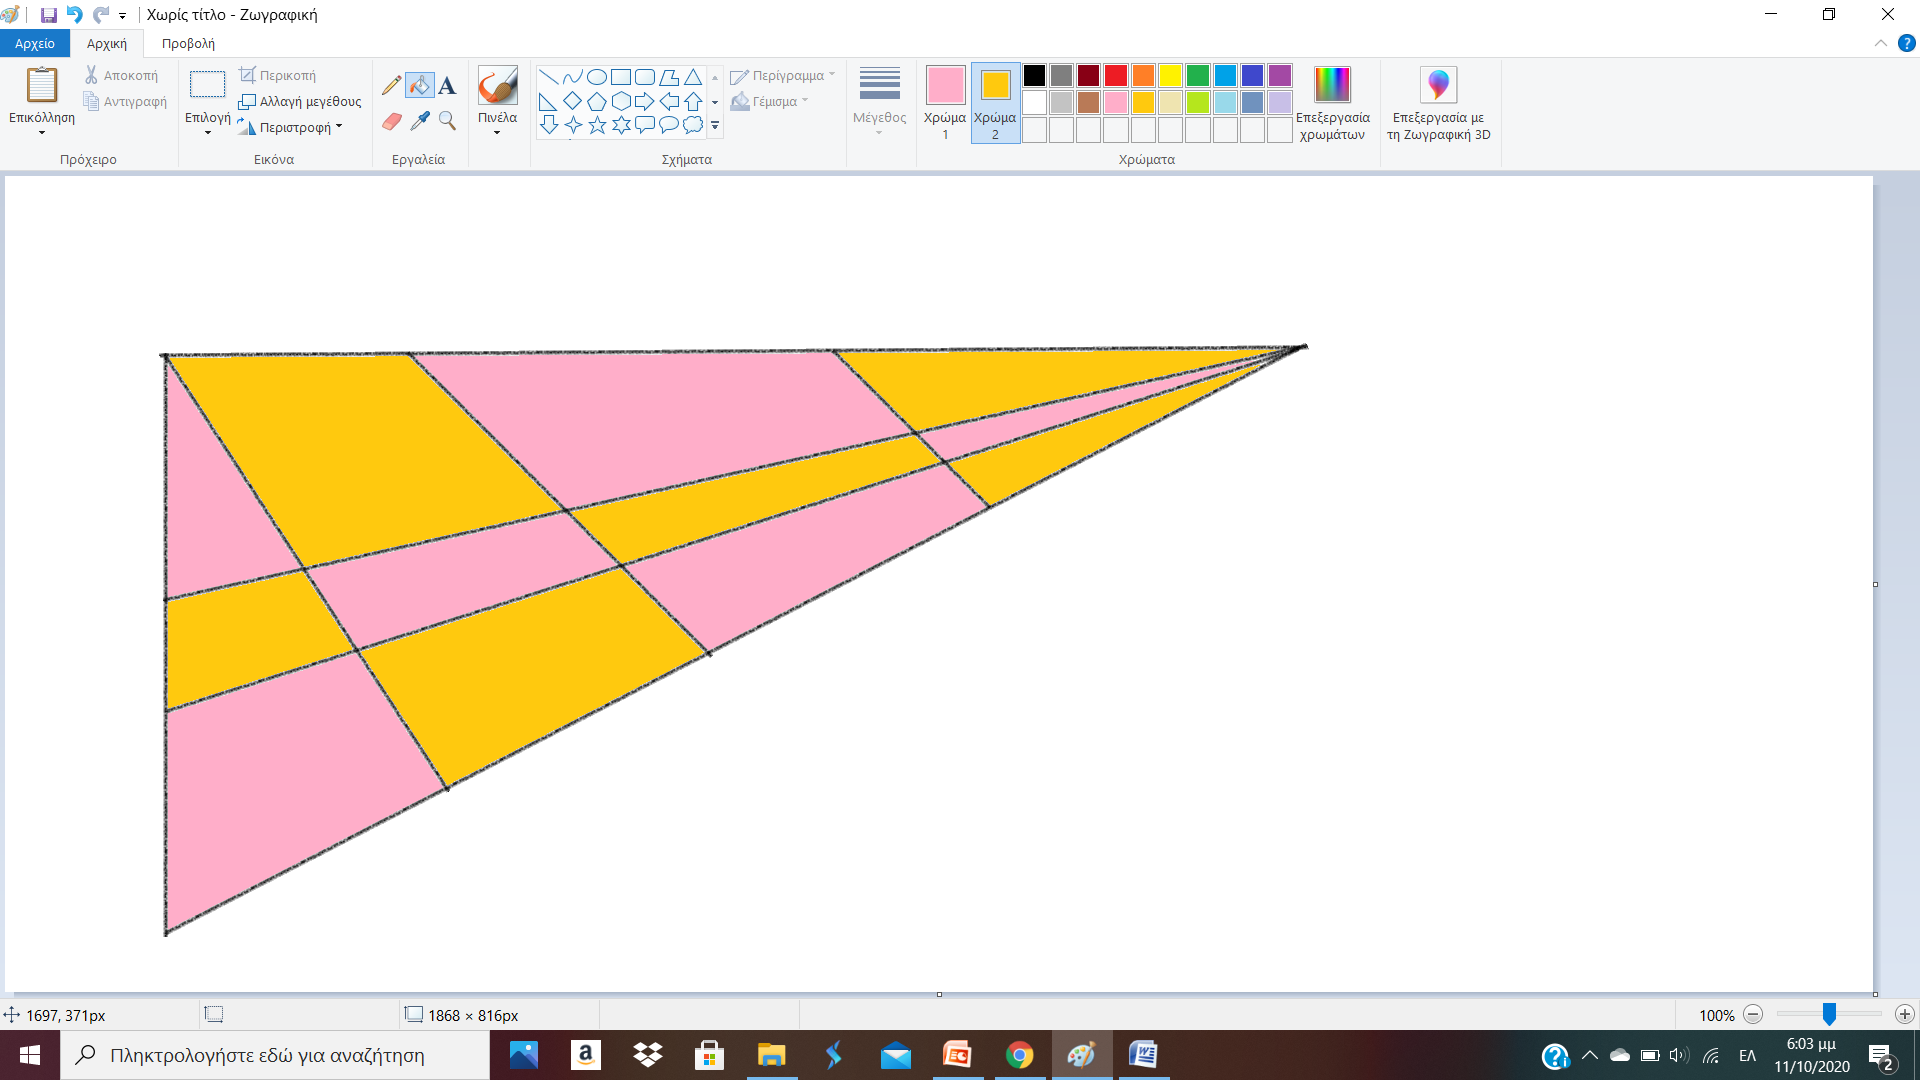 Χωρίς τίτλο - Ζωγραφική
Αρχείο Αρχική Προβολή
Επικόλληση
Αποκοπή
Αντιγραφή
Πρόχειρο
Επιλογή
Περικοπή
Αλλαγή μεγέθους
Περιστροφή
Εικόνα
A
Εργαλεία
Πινέλα
Περίγραμμα
Γέμισμα
Σχήματα
Μέγεθος
Χρώμα
1
Χρώμα
2
Επεξεργασία
χρωμάτων
Χρώματα
Επεξεργασία με
τη Ζωγραφική 3D
1697, 371px
1868 × 816px
100%
Πληκτρολογήστε εδώ για αναζήτηση
ΕΛ
6:03 μμ
11/10/2020
2